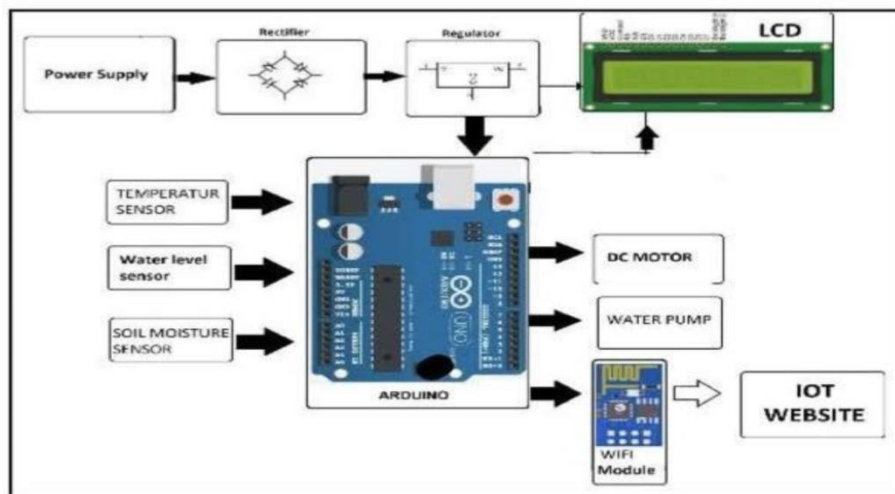 Rectifier
Regulator
LCD
Power Supply
TEMPERATUR
SENSOR
Water level
sensor
SOIL MOISTURE
SENSOR
ARDUINO
UNO
ARDUINO
DC MOTOR
WATER PUMP
WIFI
Module
IOT
WEBSITE